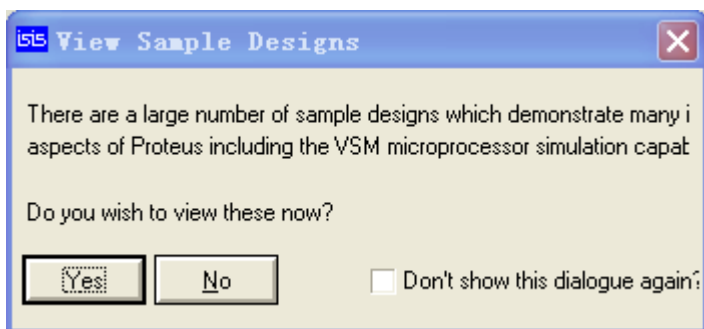 isis View Sample Designs
There are a large number of sample designs which demonstrate many i
aspects of Proteus including the VSM microprocessor simulation capab
Do you wish to view these now?
Yes No Don't show this dialogue again?